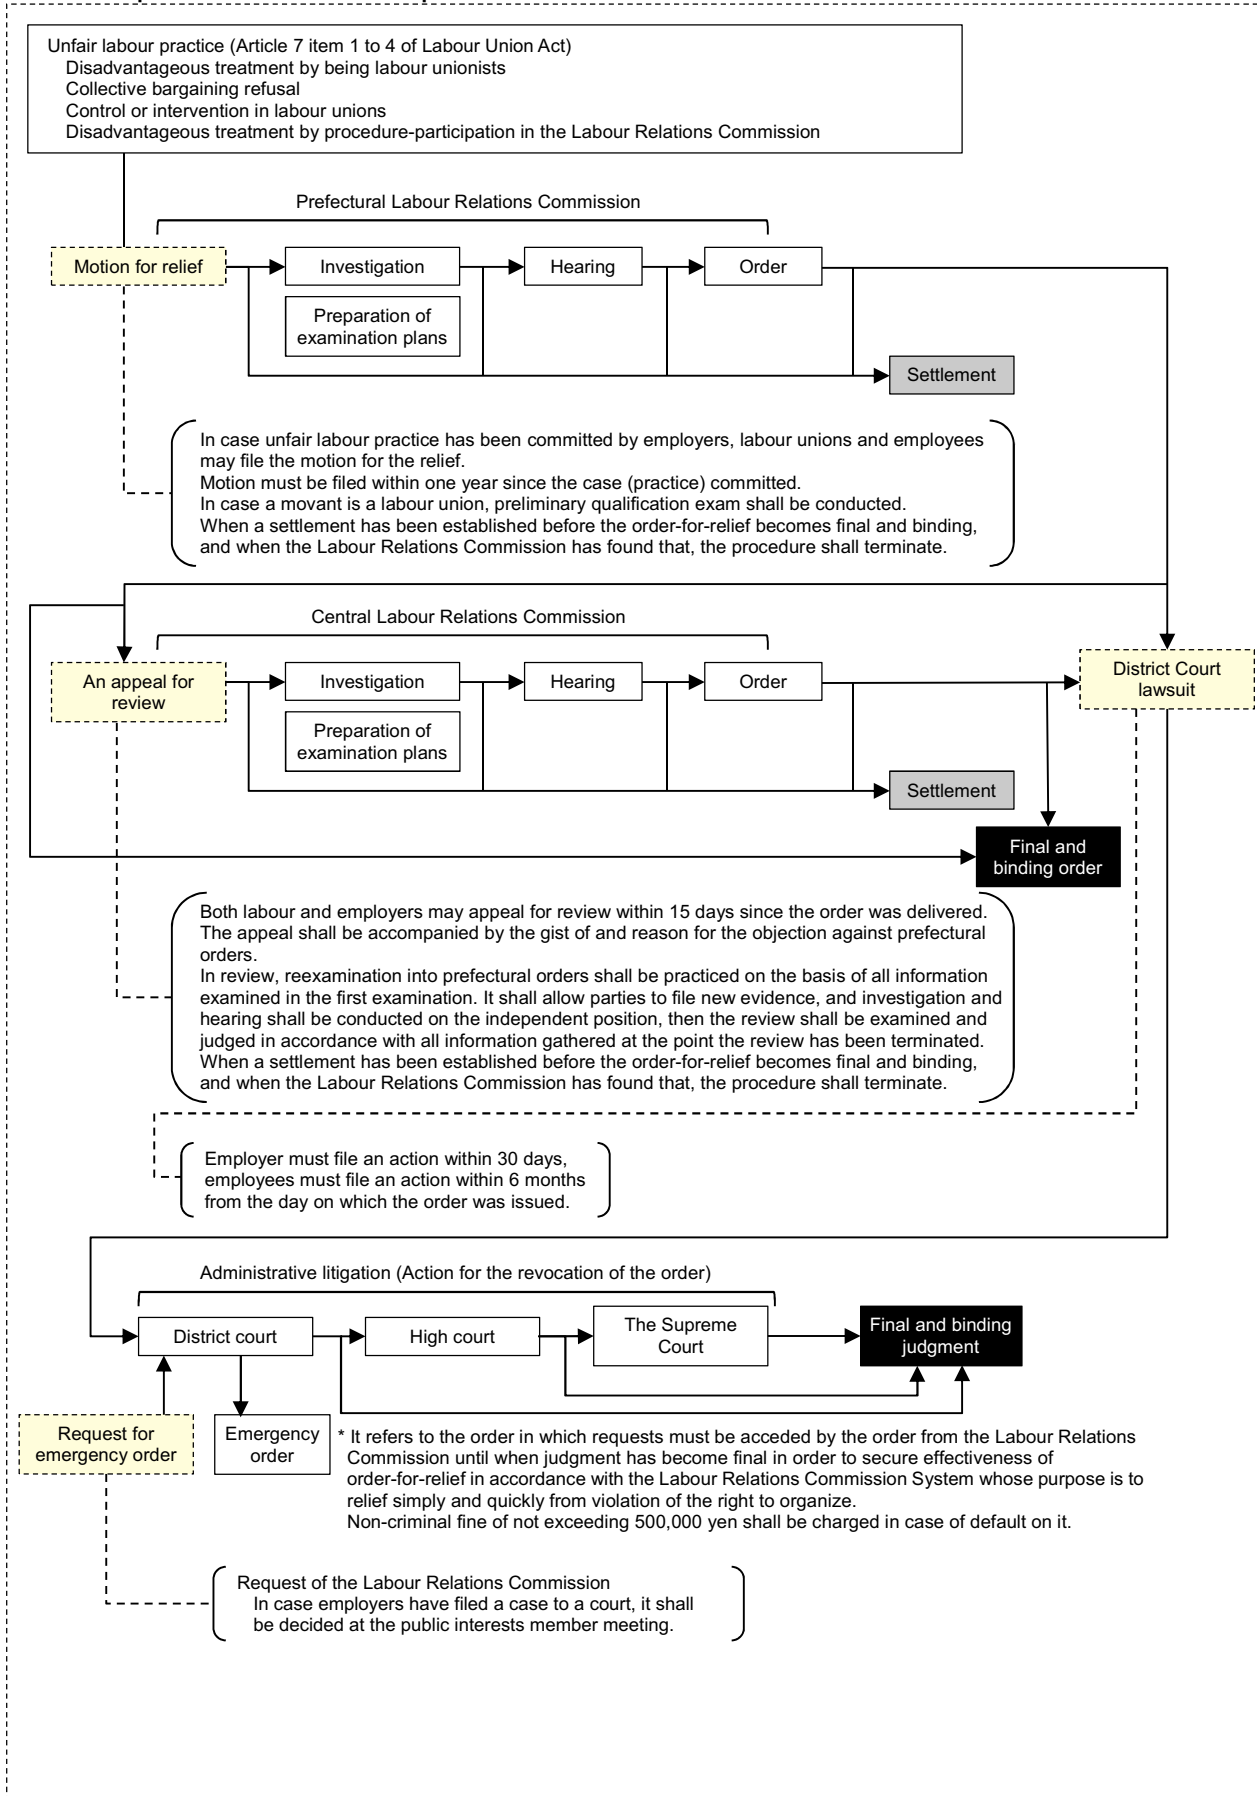 Unfair labour practice (Article 7 item 1 to 4 of Labour Union Act)
Disadvantageous treatment by being labour unionists
Collective bargaining refusal
Control or intervention in labour unions
Disadvantageous treatment by procedure-participation in the Labour Relations Commission
Prefectural Labour Relations Commission
Motion for relief
Investigation
Hearing
Order
Preparation of
examination plans
Settlement
In case unfair labour practice has been committed by employers, labour unions and employees
may file the motion for the relief.
Motion must be filed within one year since the case (practice) committed.
In case a movant is a labour union, preliminary qualification exam shall be conducted.
When a settlement has been established before the order-for-relief becomes final and binding,
and when the Labour Relations Commission has found that, the procedure shall terminate.
Central Labour Relations Commission
An appeal for
review
Investigation
Hearing
Order
District Court
lawsuit
Preparation of
examination plans
Settlement
Final and
binding order
Both labour and employers may appeal for review within 15 days since the order was delivered.
The appeal shall be accompanied by the gist of and reason for the objection against prefectural
orders.
In review, reexamination into prefectural orders shall be practiced on the basis of all information
examined in the first examination. It shall allow parties to file new evidence, and investigation and
hearing shall be conducted on the independent position, then the review shall be examined and
judged in accordance with all information gathered at the point the review has been terminated.
When a settlement has been established before the order-for-relief becomes final and binding,
and when the Labour Relations Commission has found that, the procedure shall terminate.
Employer must file an action within 30 days,
employees must file an action within 6 months
from the day on which the order was issued.
Administrative litigation (Action for the revocation of the order)
District court
High court
The Supreme
Court
Final and binding
judgment
Request for
emergency order
Emergency
order
* It refers to the order in which requests must be acceded by the order from the Labour Relations
Commission until when judgment has become final in order to secure effectiveness of
order-for-relief in accordance with the Labour Relations Commission System whose purpose is to
relief simply and quickly from violation of the right to organize.
Non-criminal fine of not exceeding 500,000 yen shall be charged in case of default on it.
Request of the Labour Relations Commission
In case employers have filed a case to a court, it shall
be decided at the public interests member meeting.